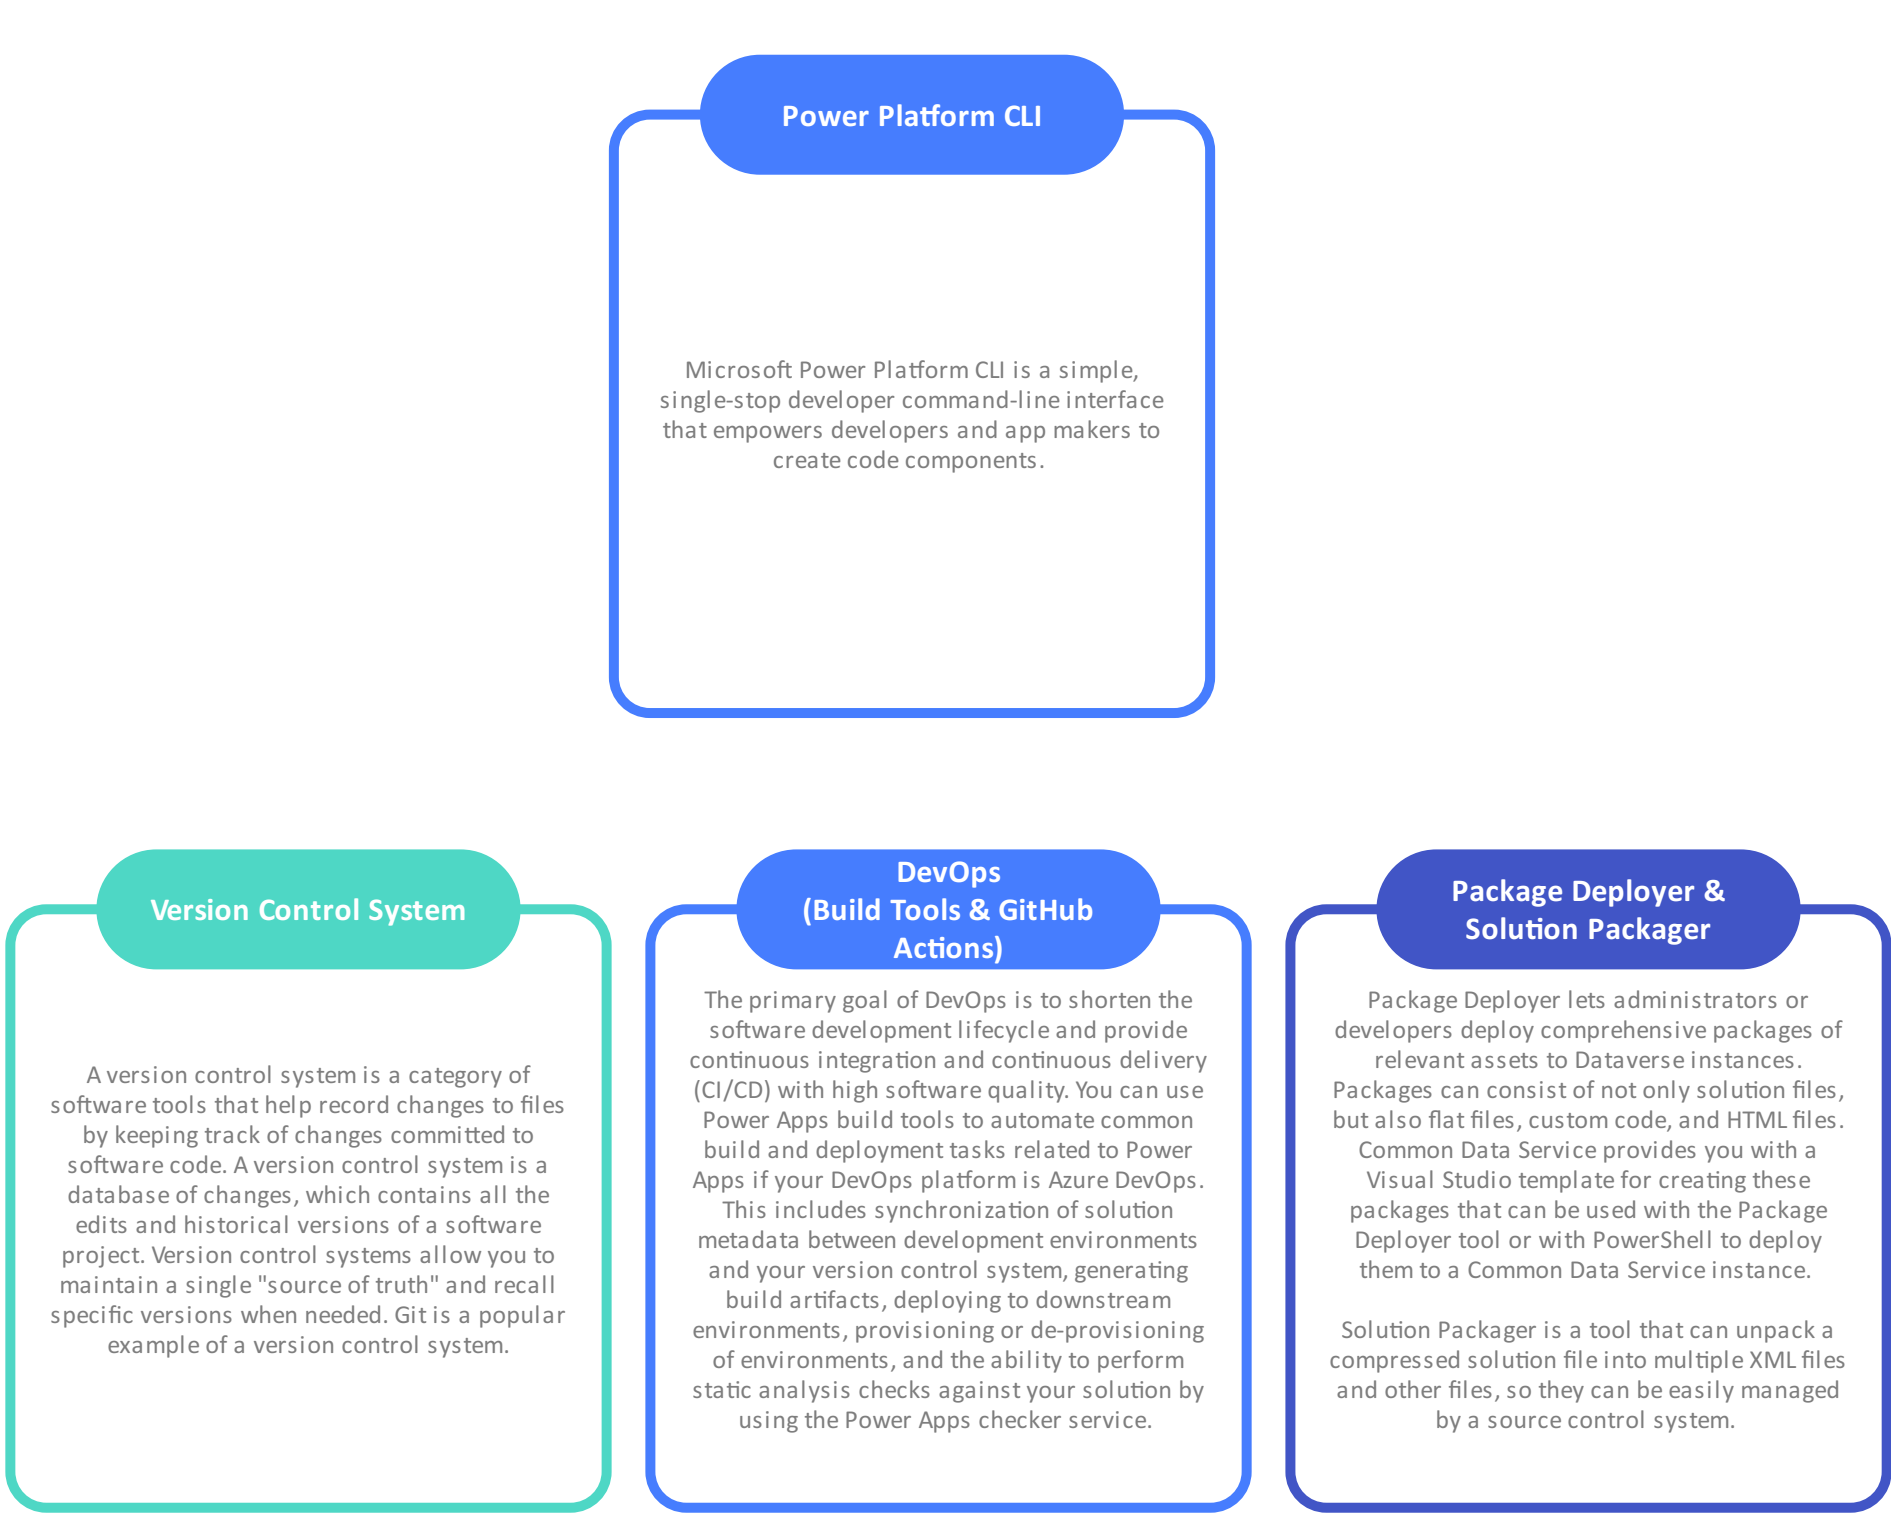 Power Platform CLI
Microsoft Power Platform CLI is a simple,
single-stop developer command-line interface
that empowers developers and app makers to
create code components.
Version Control System
A version control system is a category of
software tools that help record changes to files
by keeping track of changes committed to
software code. A version control system is a
database of changes, which contains all the
edits and historical versions of a software
project. Version control systems allow you to
maintain a single "source of truth" and recall
specific versions when needed. Git is a popular
example of a version control system.
DevOps
(Build Tools & GitHub
Actions)
The primary goal of DevOps is to shorten the
software development lifecycle and provide
continuous integration and continuous delivery
(CI/CD) with high software quality. You can use
Power Apps build tools to automate common
build and deployment tasks related to Power
Apps if your DevOps platform is Azure DevOps.
This includes synchronization of solution
metadata between development environments
and your version control system, generating
build artifacts, deploying to downstream
environments, provisioning or de-provisioning
of environments, and the ability to perform
static analysis checks against your solution by
using the Power Apps checker service.
Package Deployer &
Solution Packager
Package Deployer lets administrators or
developers deploy comprehensive packages of
relevant assets to Dataverse instances.
Packages can consist of not only solution files,
but also flat files, custom code, and HTML files.
Common Data Service provides you with a
Visual Studio template for creating these
packages that can be used with the Package
Deployer tool or with PowerShell to deploy
them to a Common Data Service instance.
Solution Packager is a tool that can unpack a
compressed solution file into multiple XML files
and other files, so they can be easily managed
by a source control system.